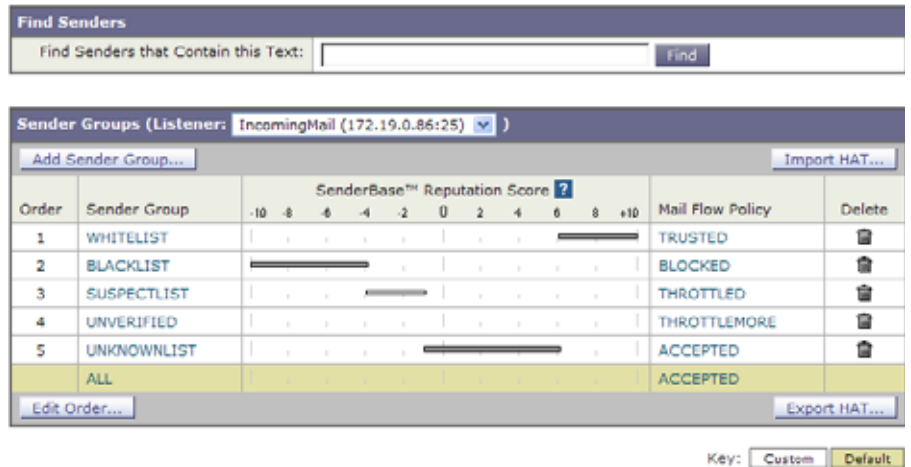 Find Senders
Find Senders that Contain this Text: Find
Sender Groups (Listener: IncomingMail (172.19.0.86:25) )
Add Sender Group... Import HAT...
SenderBase™ Reputation Score ?
Order Sender Group -10 -8 -6 -4 -2 0 2 4 6 8 +10 Mail Flow Policy Delete
1 WHITELIST TRUSTED
2 BLACKLIST BLOCKED
3 SUSPECTLIST THROTTLED
4 UNVERIFIED THROTTLEMORE
5 UNKNOWNLIST ACCEPTED
ALL ACCEPTED
Edit Order... Export HAT...
Key: Custom Default